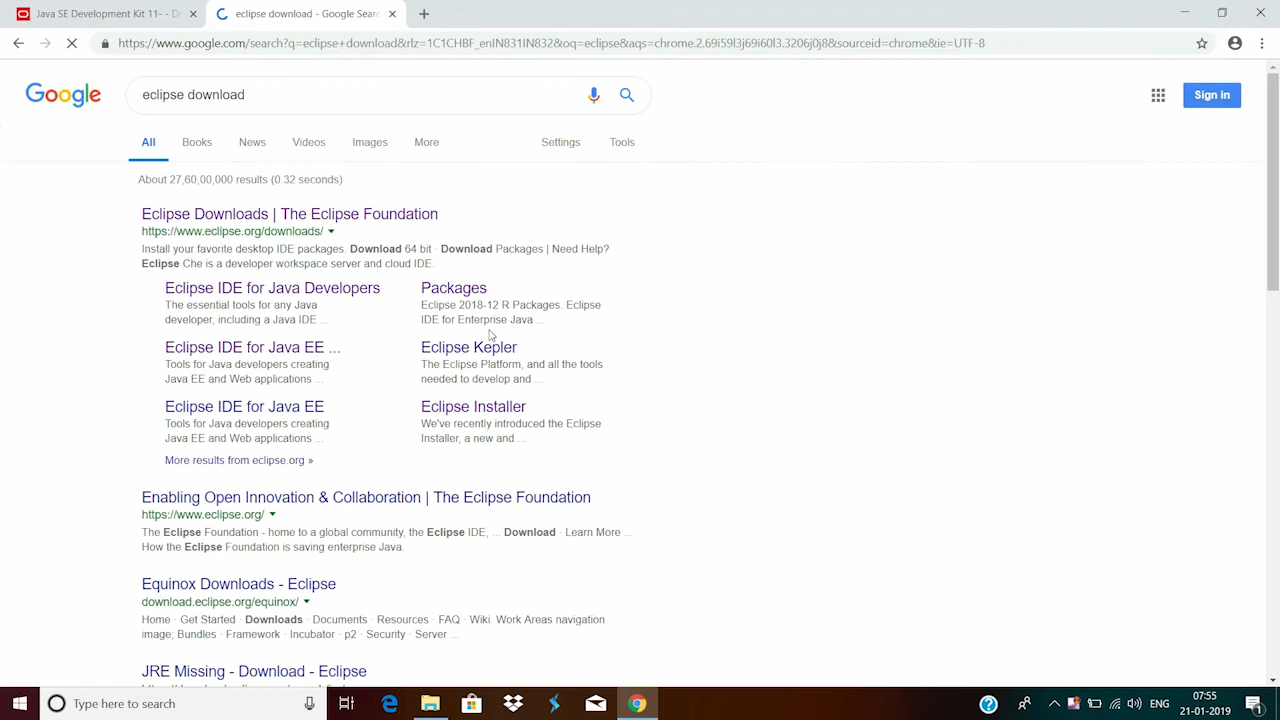 Java SE Development Kit 11- - D
eclipse download - Google Sear
https://www.google.com/search?q=eclipse+download&rlz=1C1CHBF_enIN831IN832&oq=eclipse&aqs=chrome.2.69i59l3j69i60l3.3206j0j8&sourceid=chrome&ie=UTF-8
Google
eclipse download
Sign in
All Books News Videos Images More Settings Tools
About 27,60,00,000 results (0.32 seconds)
Eclipse Downloads | The Eclipse Foundation
https://www.eclipse.org/downloads/
Install your favorite desktop IDE packages. Download 64 bit · Download Packages | Need Help?
Eclipse Che is a developer workspace server and cloud IDE.
Eclipse IDE for Java Developers
The essential tools for any Java
developer, including a Java IDE ...
Packages
Eclipse 2018-12 R Packages. Eclipse
IDE for Enterprise Java ...
Eclipse IDE for Java EE ...
Tools for Java developers creating
Java EE and Web applications ...
Eclipse Kepler
The Eclipse Platform, and all the tools
needed to develop and ...
Eclipse IDE for Java EE
Tools for Java developers creating
Java EE and Web applications ...
Eclipse Installer
We've recently introduced the Eclipse
Installer, a new and ...
More results from eclipse.org »
Enabling Open Innovation & Collaboration | The Eclipse Foundation
https://www.eclipse.org/
The Eclipse Foundation - home to a global community, the Eclipse IDE, ... Download · Learn More ...
How the Eclipse Foundation is saving enterprise Java.
Equinox Downloads - Eclipse
download.eclipse.org/equinox/
Home · Get Started · Downloads · Documents · Resources · FAQ · Wiki. Work Areas navigation
image; Bundles · Framework · Incubator · p2 · Security · Server ...
JRE Missing - Download - Eclipse
Type here to search
ENG
07:55
21-01-2019
1